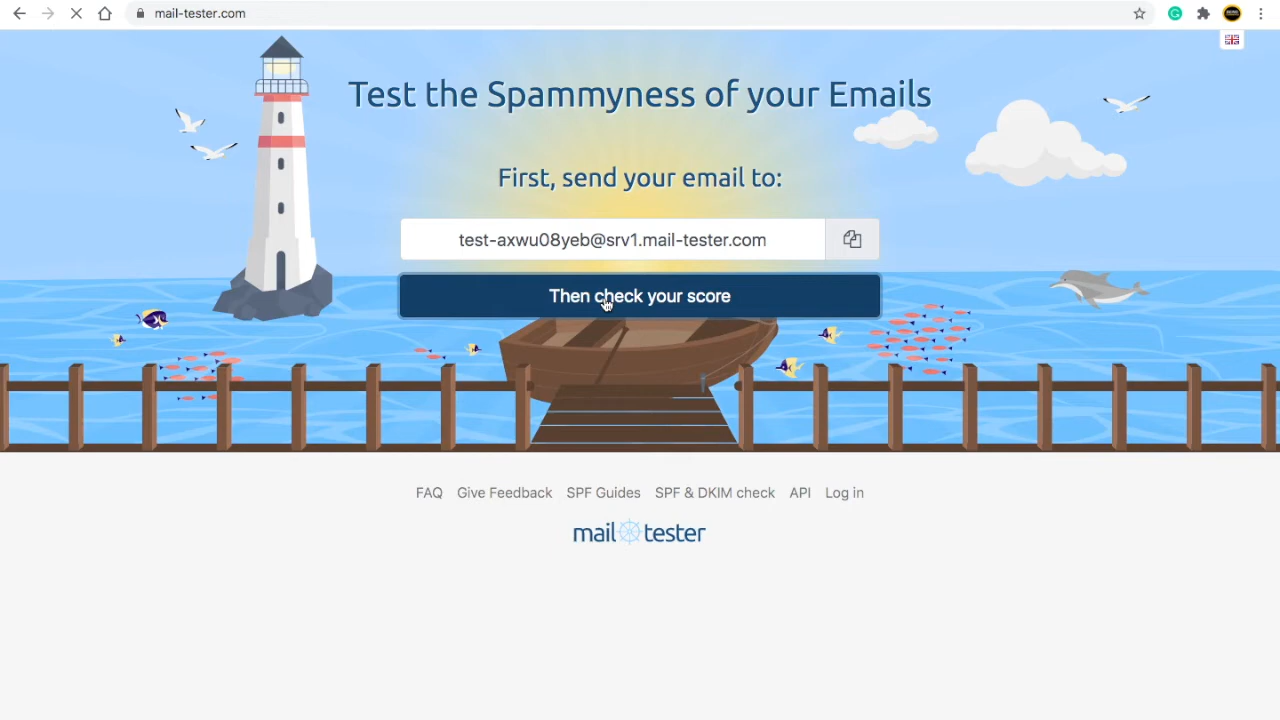 mail-tester.com
Test the Spammyness of your Emails
First, send your email to:
test-axwu08yeb@srv1.mail-tester.com
Then check your score
FAQ Give Feedback SPF Guides SPF & DKIM check API Log in
mail tester